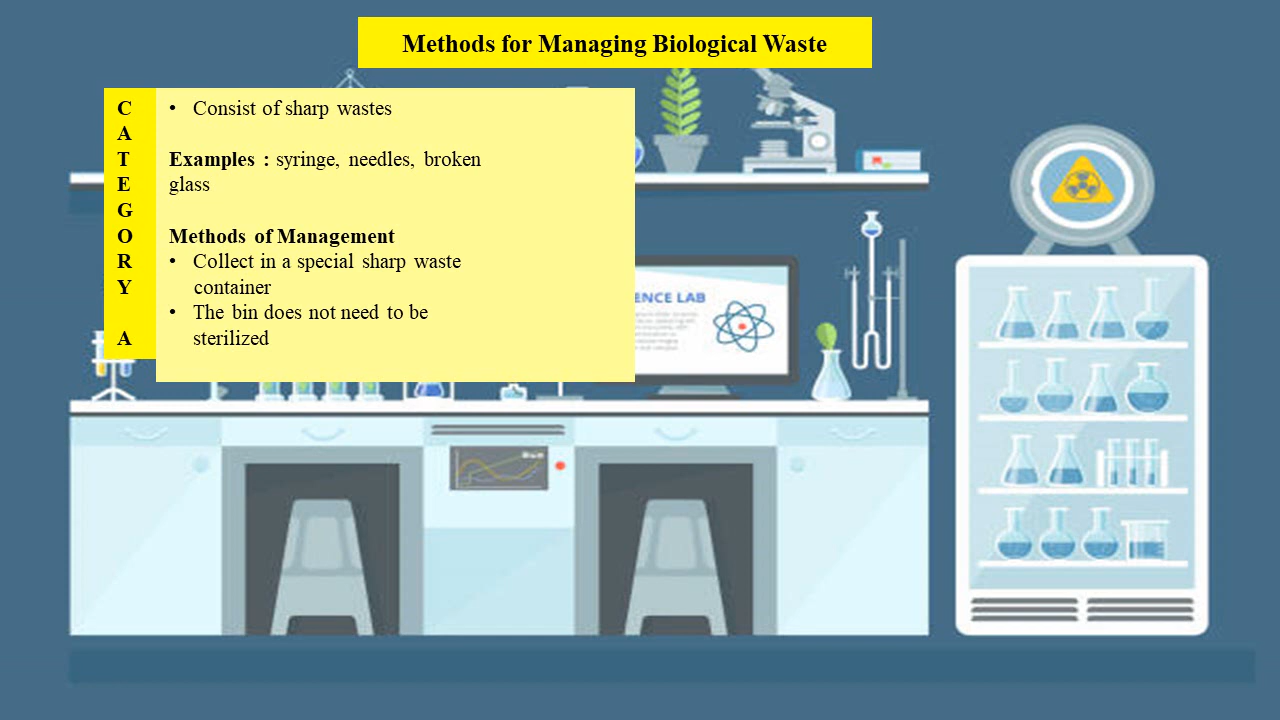 Methods for Managing Biological Waste
C
A
T
E
G
O
R
Y
A
• Consist of sharp wastes
Examples : syringe, needles, broken
glass
Methods of Management
• Collect in a special sharp waste
container
• The bin does not need to be
sterilized
ENCE LAB